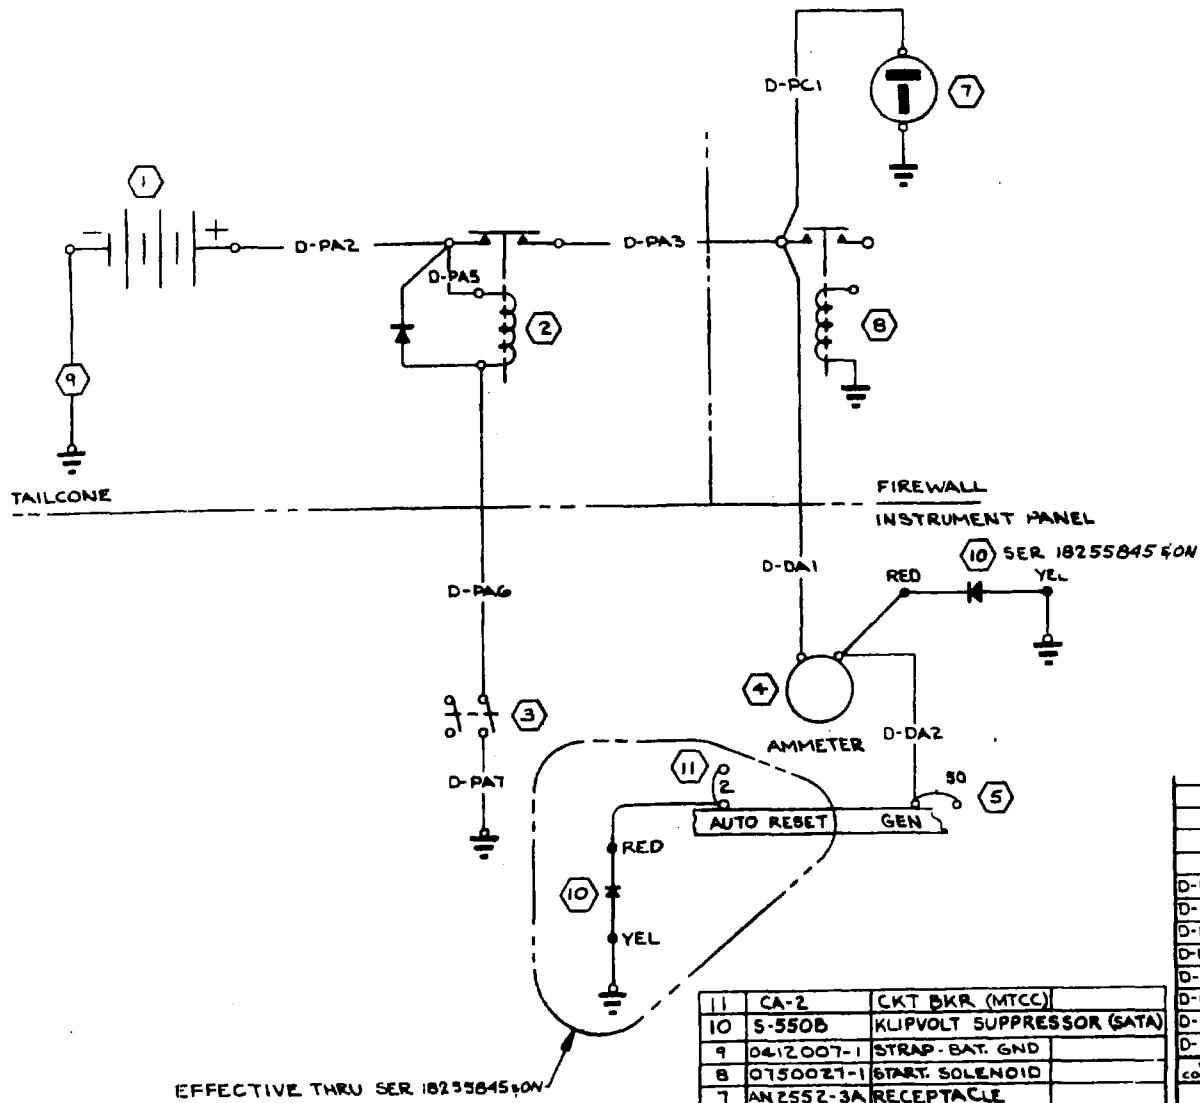 D-PC1
7
1
−
+
D-PA2
D-PA3
D-PA5
2
8
9
TAILCONE
FIREWALL
INSTRUMENT PANEL
10 SER 18255845 & ON
D-DA1
RED
YEL
D-PA6
4
3
AMMETER
D-DA2
11
2
50
5
D-PA7
AUTO RESET
GEN
RED
10
YEL
11 CA-2 CKT BKR (MTCC)
10 S-550B KLIPVOLT SUPPRESSOR (SATA)
9 0412007-1 STRAP-BAT. GND
8 0750027-1 START. SOLENOID
7 AN2552-3A RECEPTACLE
EFFECTIVE THRU SER 18255845 & ON
D-
D-
D-
D-
D-
D-
D-
D-